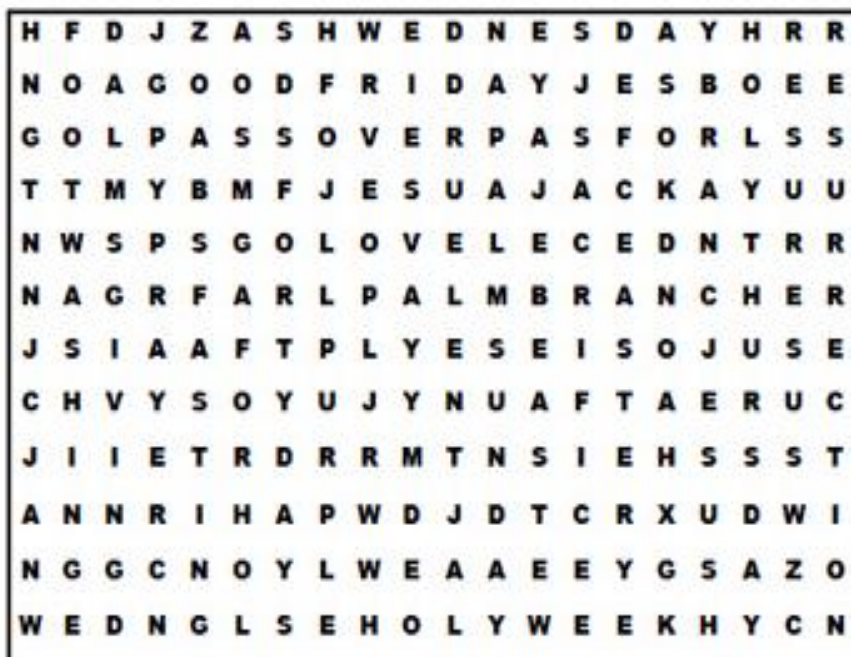 H F D J Z A S H W E D N E S D A Y H R R
N O A G O O D F R I D A Y J E S B O E E
G O L P A S S O V E R P A S F O R L S S
T T M Y B M F J E S U A J A C K A Y U U
N W S P S G O L O V E L E C E D N T R R
N A G R F A R L P A L M B R A N C H E R
J S I A A F T P L Y E S E I S O J U S E
C H V Y S O Y U J Y N U A F T A E R U C
J I I E T R D R R M T N S I E H S S S T
A N N R I H A P W D J D T C R X U D W I
N G G C N O Y L W E A A E E Y G S A Z O
W E D N G L S E H O L Y W E E K H Y C N